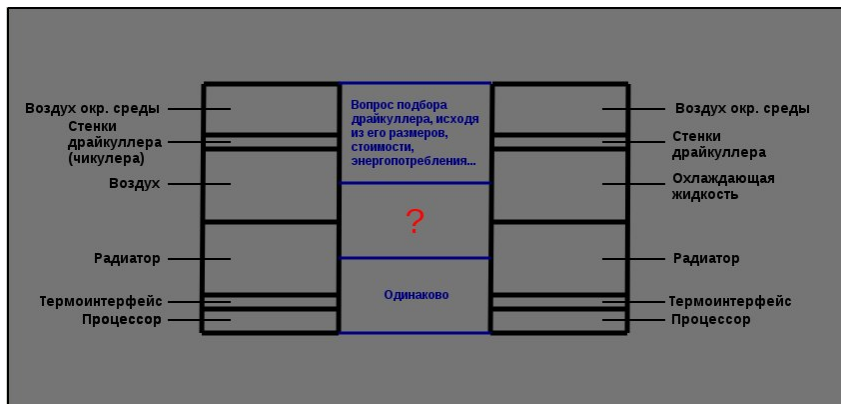 Воздух окр. среды
Стенки
драйкуллера
(чикулера)
Воздух
Радиатор
Термоинтерфейс
Процессор
Вопрос подбора
драйкуллера, исходя
из его размеров,
стоимости,
энергопотребления...
?
Одинаково
Воздух окр. среды
Стенки
драйкуллера
Охлаждающая
жидкость
Радиатор
Термоинтерфейс
Процессор